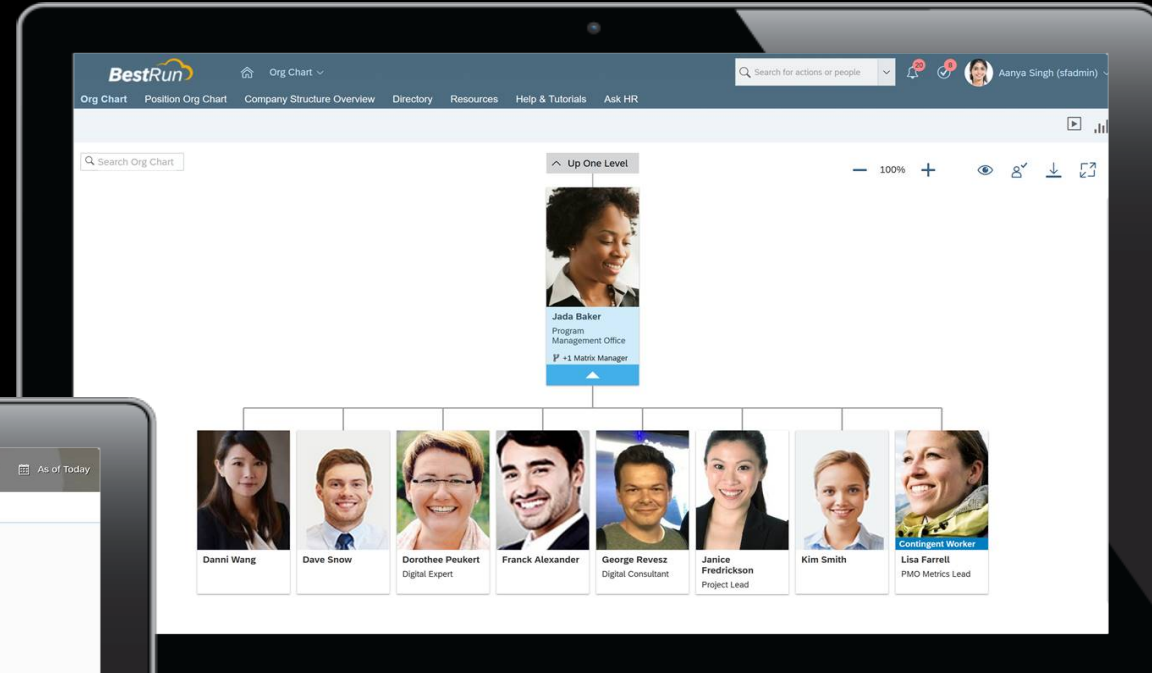 BestRun
Org Chart
Search for actions or people
20
8
Aanya Singh (sfadmin)
Org Chart Position Org Chart Company Structure Overview Directory Resources Help & Tutorials Ask HR
Search Org Chart
Up One Level
100%
Jada Baker
Program
Management Office
+1 Matrix Manager
Danni Wang
Dave Snow
Dorothee Peukert
Digital Expert
Franck Alexander
George Revesz
Digital Consultant
Janice
Fredrickson
Project Lead
Kim Smith
Contingent Worker
Lisa Farrell
PMO Metrics Lead
As of Today